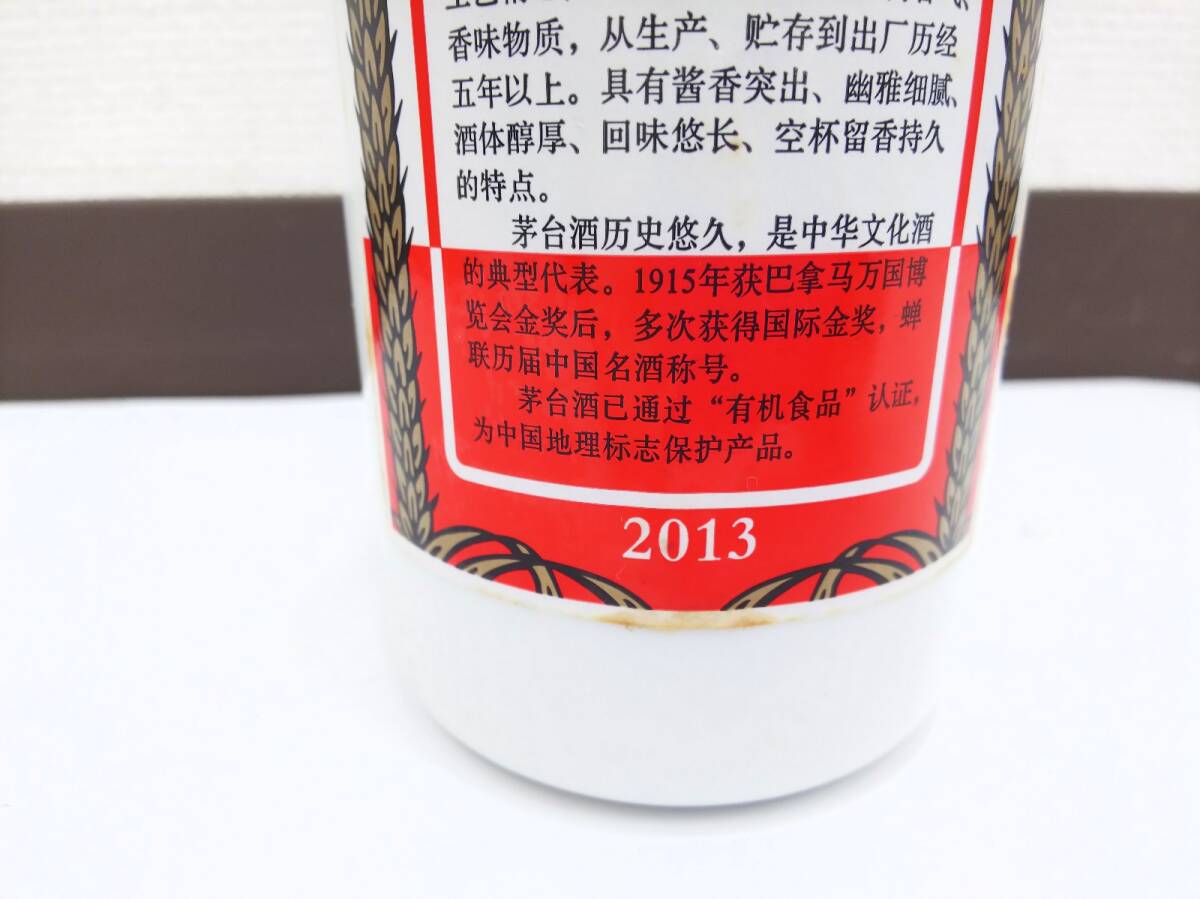 香味物质，从生产、贮存到出厂历经
五年以上。具有酱香突出、幽雅细腻、
酒体醇厚、回味悠长、空杯留香持久
的特点。
茅台酒历史悠久，是中华文化酒
的典型代表。1915年获巴拿马万国博
览会金奖后，多次获得国际金奖，蝉
联历届中国名酒称号。
茅台酒已通过“有机食品”认证，
为中国地理标志保护产品。
2013